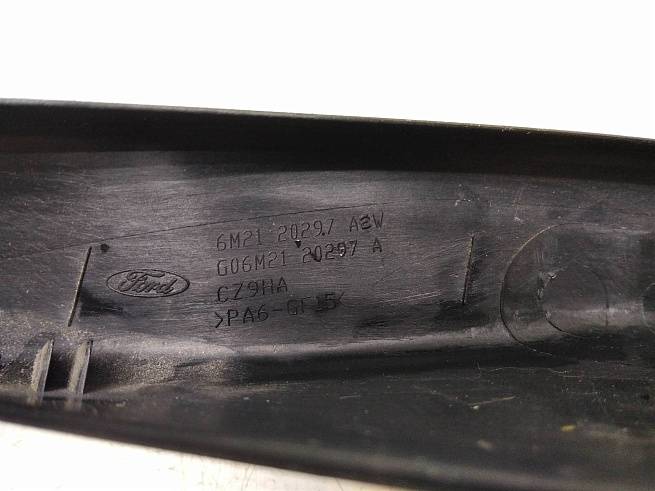 6M21 20297 AEW
G06M21 20297 A
Ford
CZ9HA
>PA6-GF15<